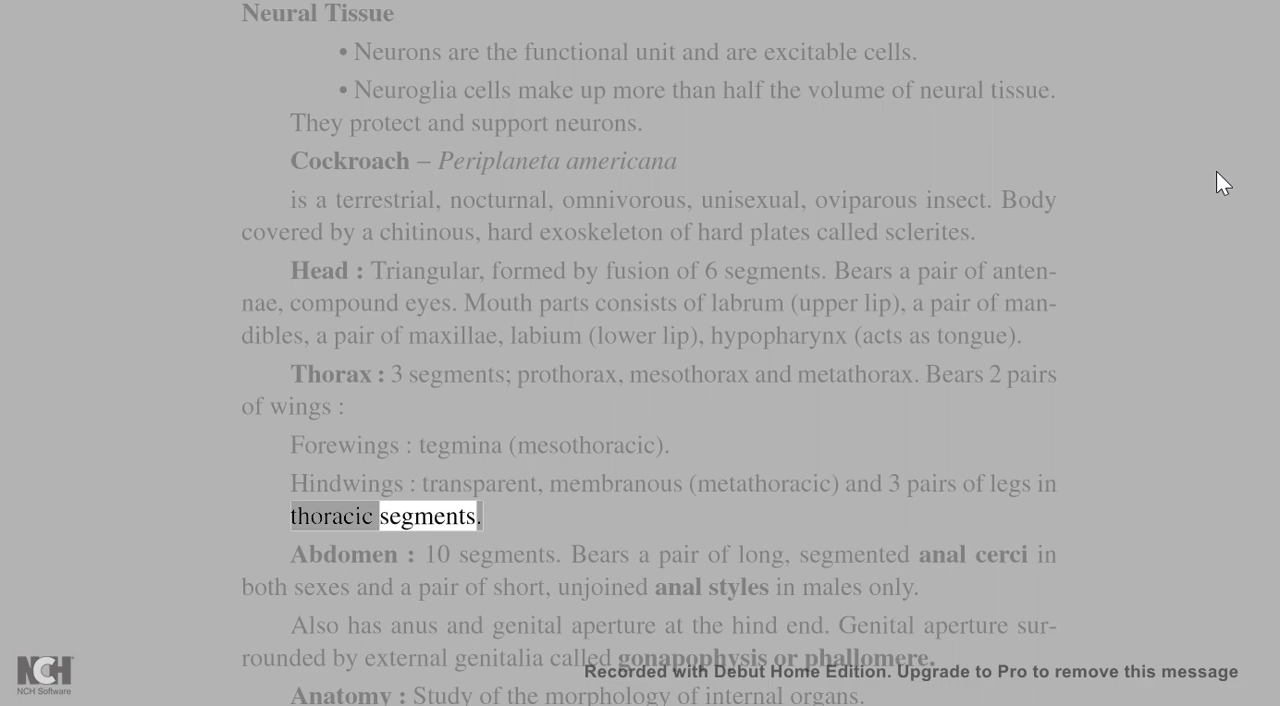 Neural Tissue
• Neurons are the functional unit and are excitable cells.
• Neuroglia cells make up more than half the volume of neural tissue.
They protect and support neurons.
Cockroach – Periplaneta americana
is a terrestrial, nocturnal, omnivorous, unisexual, oviparous insect. Body
covered by a chitinous, hard exoskeleton of hard plates called sclerites.
Head : Triangular, formed by fusion of 6 segments. Bears a pair of anten-
nae, compound eyes. Mouth parts consists of labrum (upper lip), a pair of man-
dibles, a pair of maxillae, labium (lower lip), hypopharynx (acts as tongue).
Thorax : 3 segments; prothorax, mesothorax and metathorax. Bears 2 pairs
of wings :
Forewings : tegmina (mesothoracic).
Hindwings : transparent, membranous (metathoracic) and 3 pairs of legs in
thoracic segments.
Abdomen : 10 segments. Bears a pair of long, segmented anal cerci in
both sexes and a pair of short, unjoined anal styles in males only.
Also has anus and genital aperture at the hind end. Genital aperture sur-
rounded by external genitalia called gonapophysis or phallomere.
Anatomy : Study of the morphology of internal organs.
NCH
NCH Software
Recorded with Debut Home Edition. Upgrade to Pro to remove this message